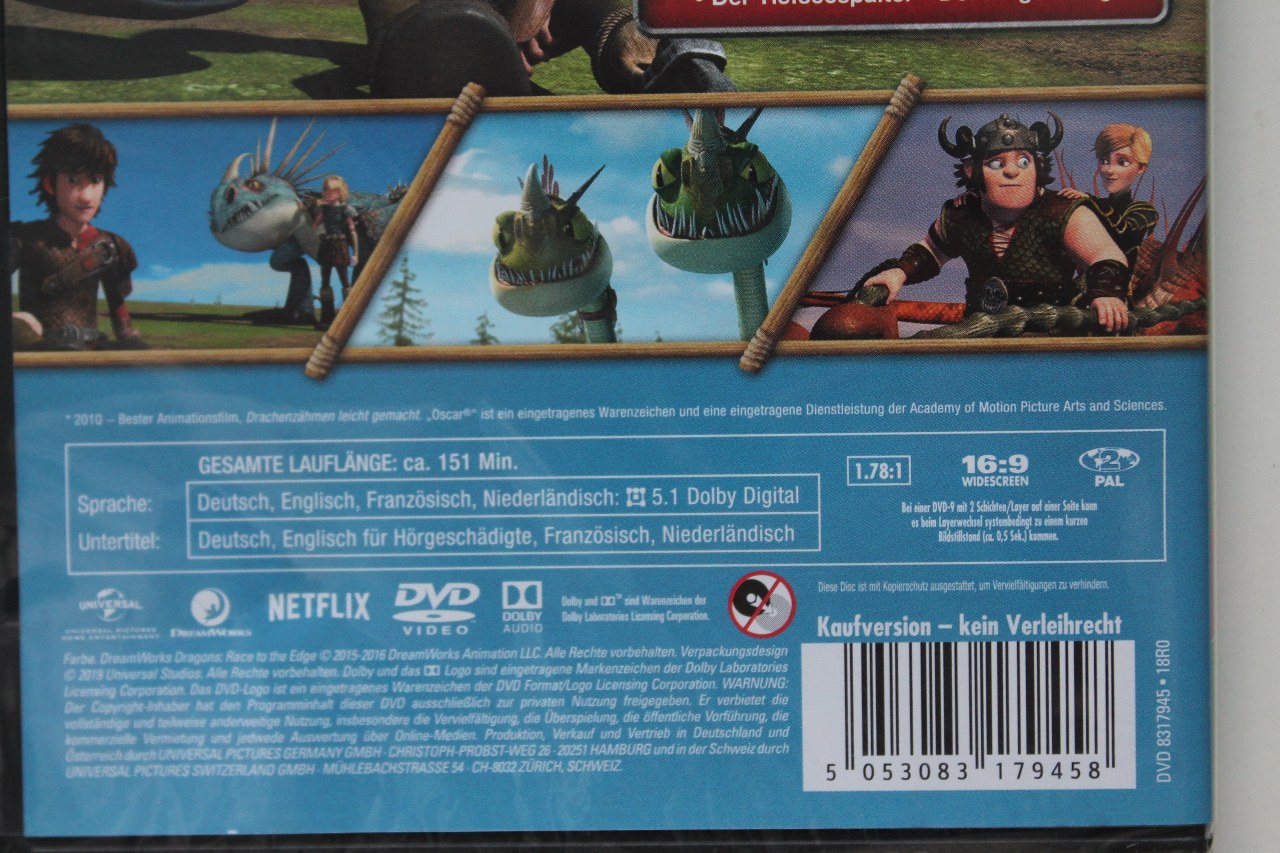 * 2010 – Bester Animationsfilm, Drachenzähmen leicht gemacht. „Oscar®“ ist ein eingetragenes Warenzeichen und eine eingetragene Dienstleistung der Academy of Motion Picture Arts and Sciences.
GESAMTE LAUFLÄNGE: ca. 151 Min.
Sprache: Deutsch, Englisch, Französisch, Niederländisch: 5.1 Dolby Digital
Untertitel: Deutsch, Englisch für Hörgeschädigte, Französisch, Niederländisch
1.78:1
16:9
WIDESCREEN
2
PAL
Bei einer DVD-9 mit 2 Schichten/Layer auf einer Seite kann
es beim Layerwechsel systembedingt zu einem kurzen
Bildstillstand (ca. 0,5 Sek.) kommen.
UNIVERSAL
UNIVERSAL PICTURES
HOME ENTERTAINMENT
DREAMWORKS
NETFLIX
DVD
VIDEO
DOLBY
AUDIO
Dolby und ™ sind Warenzeichen der
Dolby Laboratories Licensing Corporation.
Diese Disc ist mit Kopierschutz ausgestattet, um Vervielfältigungen zu verhindern.
Kaufversion – kein Verleihrecht
Farbe. DreamWorks Dragons: Race to the Edge © 2015-2016 DreamWorks Animation LLC. Alle Rechte vorbehalten. Verpackungsdesign
© 2019 Universal Studios. Alle Rechte vorbehalten. Dolby und das Logo sind eingetragene Markenzeichen der Dolby Laboratories
Licensing Corporation. Das DVD-Logo ist ein eingetragenes Warenzeichen der DVD Format/Logo Licensing Corporation. WARNUNG:
Der Copyright-Inhaber hat den Programminhalt dieser DVD ausschließlich zur privaten Nutzung freigegeben. Er verbietet die
vollständige und teilweise anderweitige Nutzung, insbesondere die Vervielfältigung, die Überspielung, die öffentliche Vorführung, die
kommerzielle Vermietung und jedwede Auswertung über Online-Medien. Produktion, Verkauf und Vertrieb in Deutschland und
Österreich durch UNIVERSAL PICTURES GERMANY GMBH · CHRISTOPH-PROBST-WEG 26 · 20251 HAMBURG und in der Schweiz durch
UNIVERSAL PICTURES SWITZERLAND GMBH · MÜHLEBACHSTRASSE 54 · CH-8032 ZÜRICH, SCHWEIZ.
5 053083 179458
DVD 8317945 • 18R0